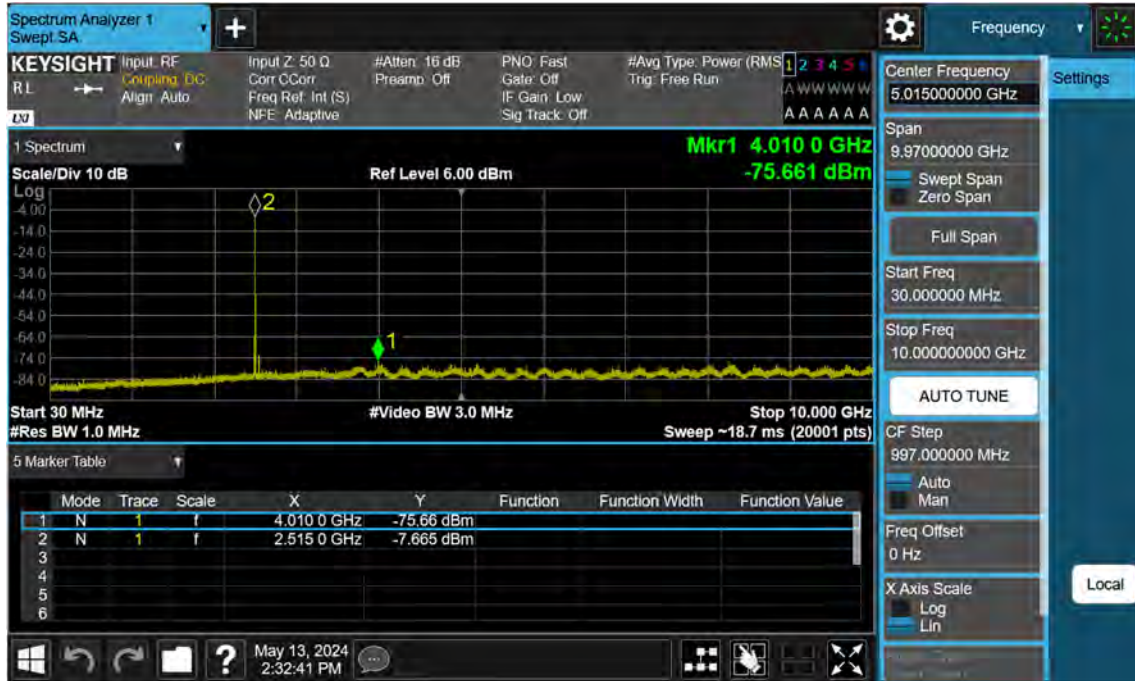 Spectrum Analyzer 1
Swept SA
+
Frequency
KEYSIGHT
RL
LXI
Input: RF
Coupling: DC
Align: Auto
Input Z: 50 Ω
Corr CCorr
Freq Ref: Int (S)
NFE: Adaptive
#Atten: 16 dB
Preamp: Off
PNO: Fast
Gate: Off
IF Gain: Low
Sig Track: Off
#Avg Type: Power (RMS
Trig: Free Run
1 2 3 4 5 6
A W W W W W
A A A A A A
1 Spectrum
Scale/Div 10 dB
Ref Level 6.00 dBm
Mkr1 4.010 0 GHz
-75.661 dBm
Log
-4.00
-14.0
-24.0
-34.0
-44.0
-54.0
-64.0
-74.0
-84.0
2
1
Start 30 MHz
#Video BW 3.0 MHz
Stop 10.000 GHz
#Res BW 1.0 MHz
Sweep ~18.7 ms (20001 pts)
5 Marker Table
Mode Trace Scale X Y Function Function Width Function Value
1 N 1 f 4.010 0 GHz -75.66 dBm
2 N 1 f 2.515 0 GHz -7.665 dBm
3
4
5
6
?
May 13, 2024
2:32:41 PM
Center Frequency
5.015000000 GHz
Settings
Span
9.97000000 GHz
Swept Span
Zero Span
Full Span
Start Freq
30.000000 MHz
Stop Freq
10.000000000 GHz
AUTO TUNE
CF Step
997.000000 MHz
Auto
Man
Freq Offset
0 Hz
X Axis Scale
Log
Lin
Local